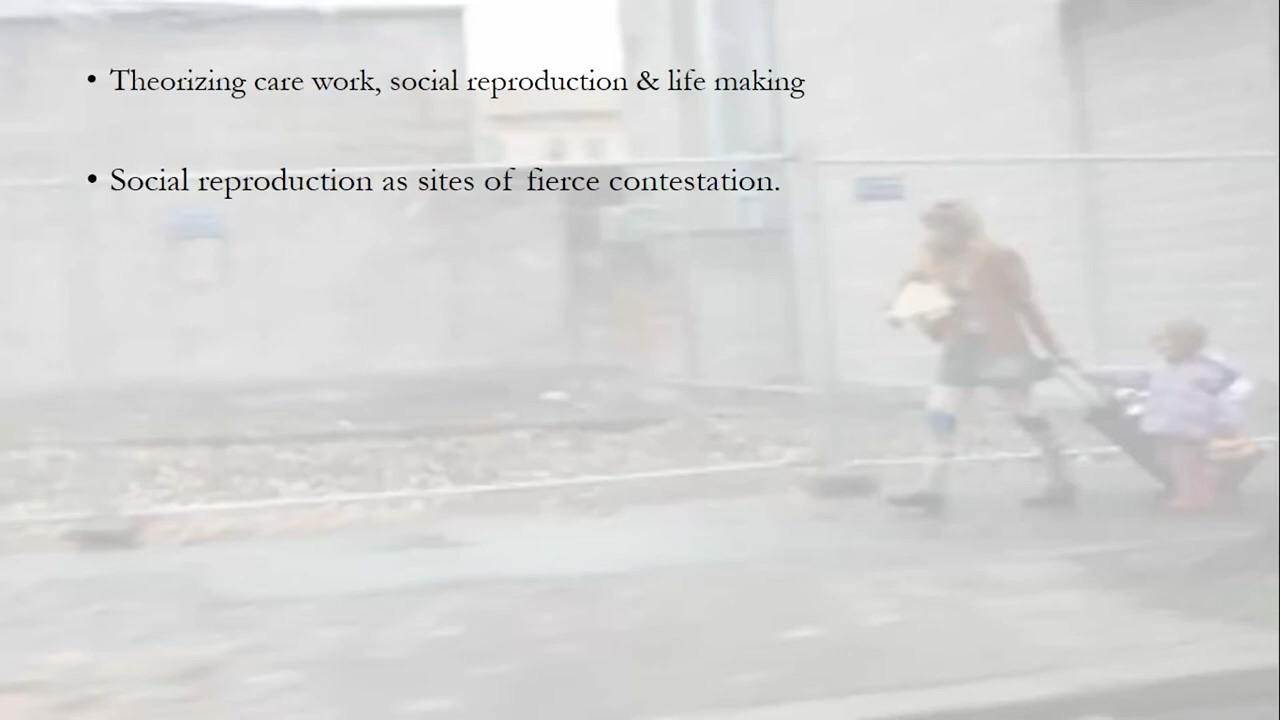 • Theorizing care work, social reproduction & life making
• Social reproduction as sites of fierce contestation.